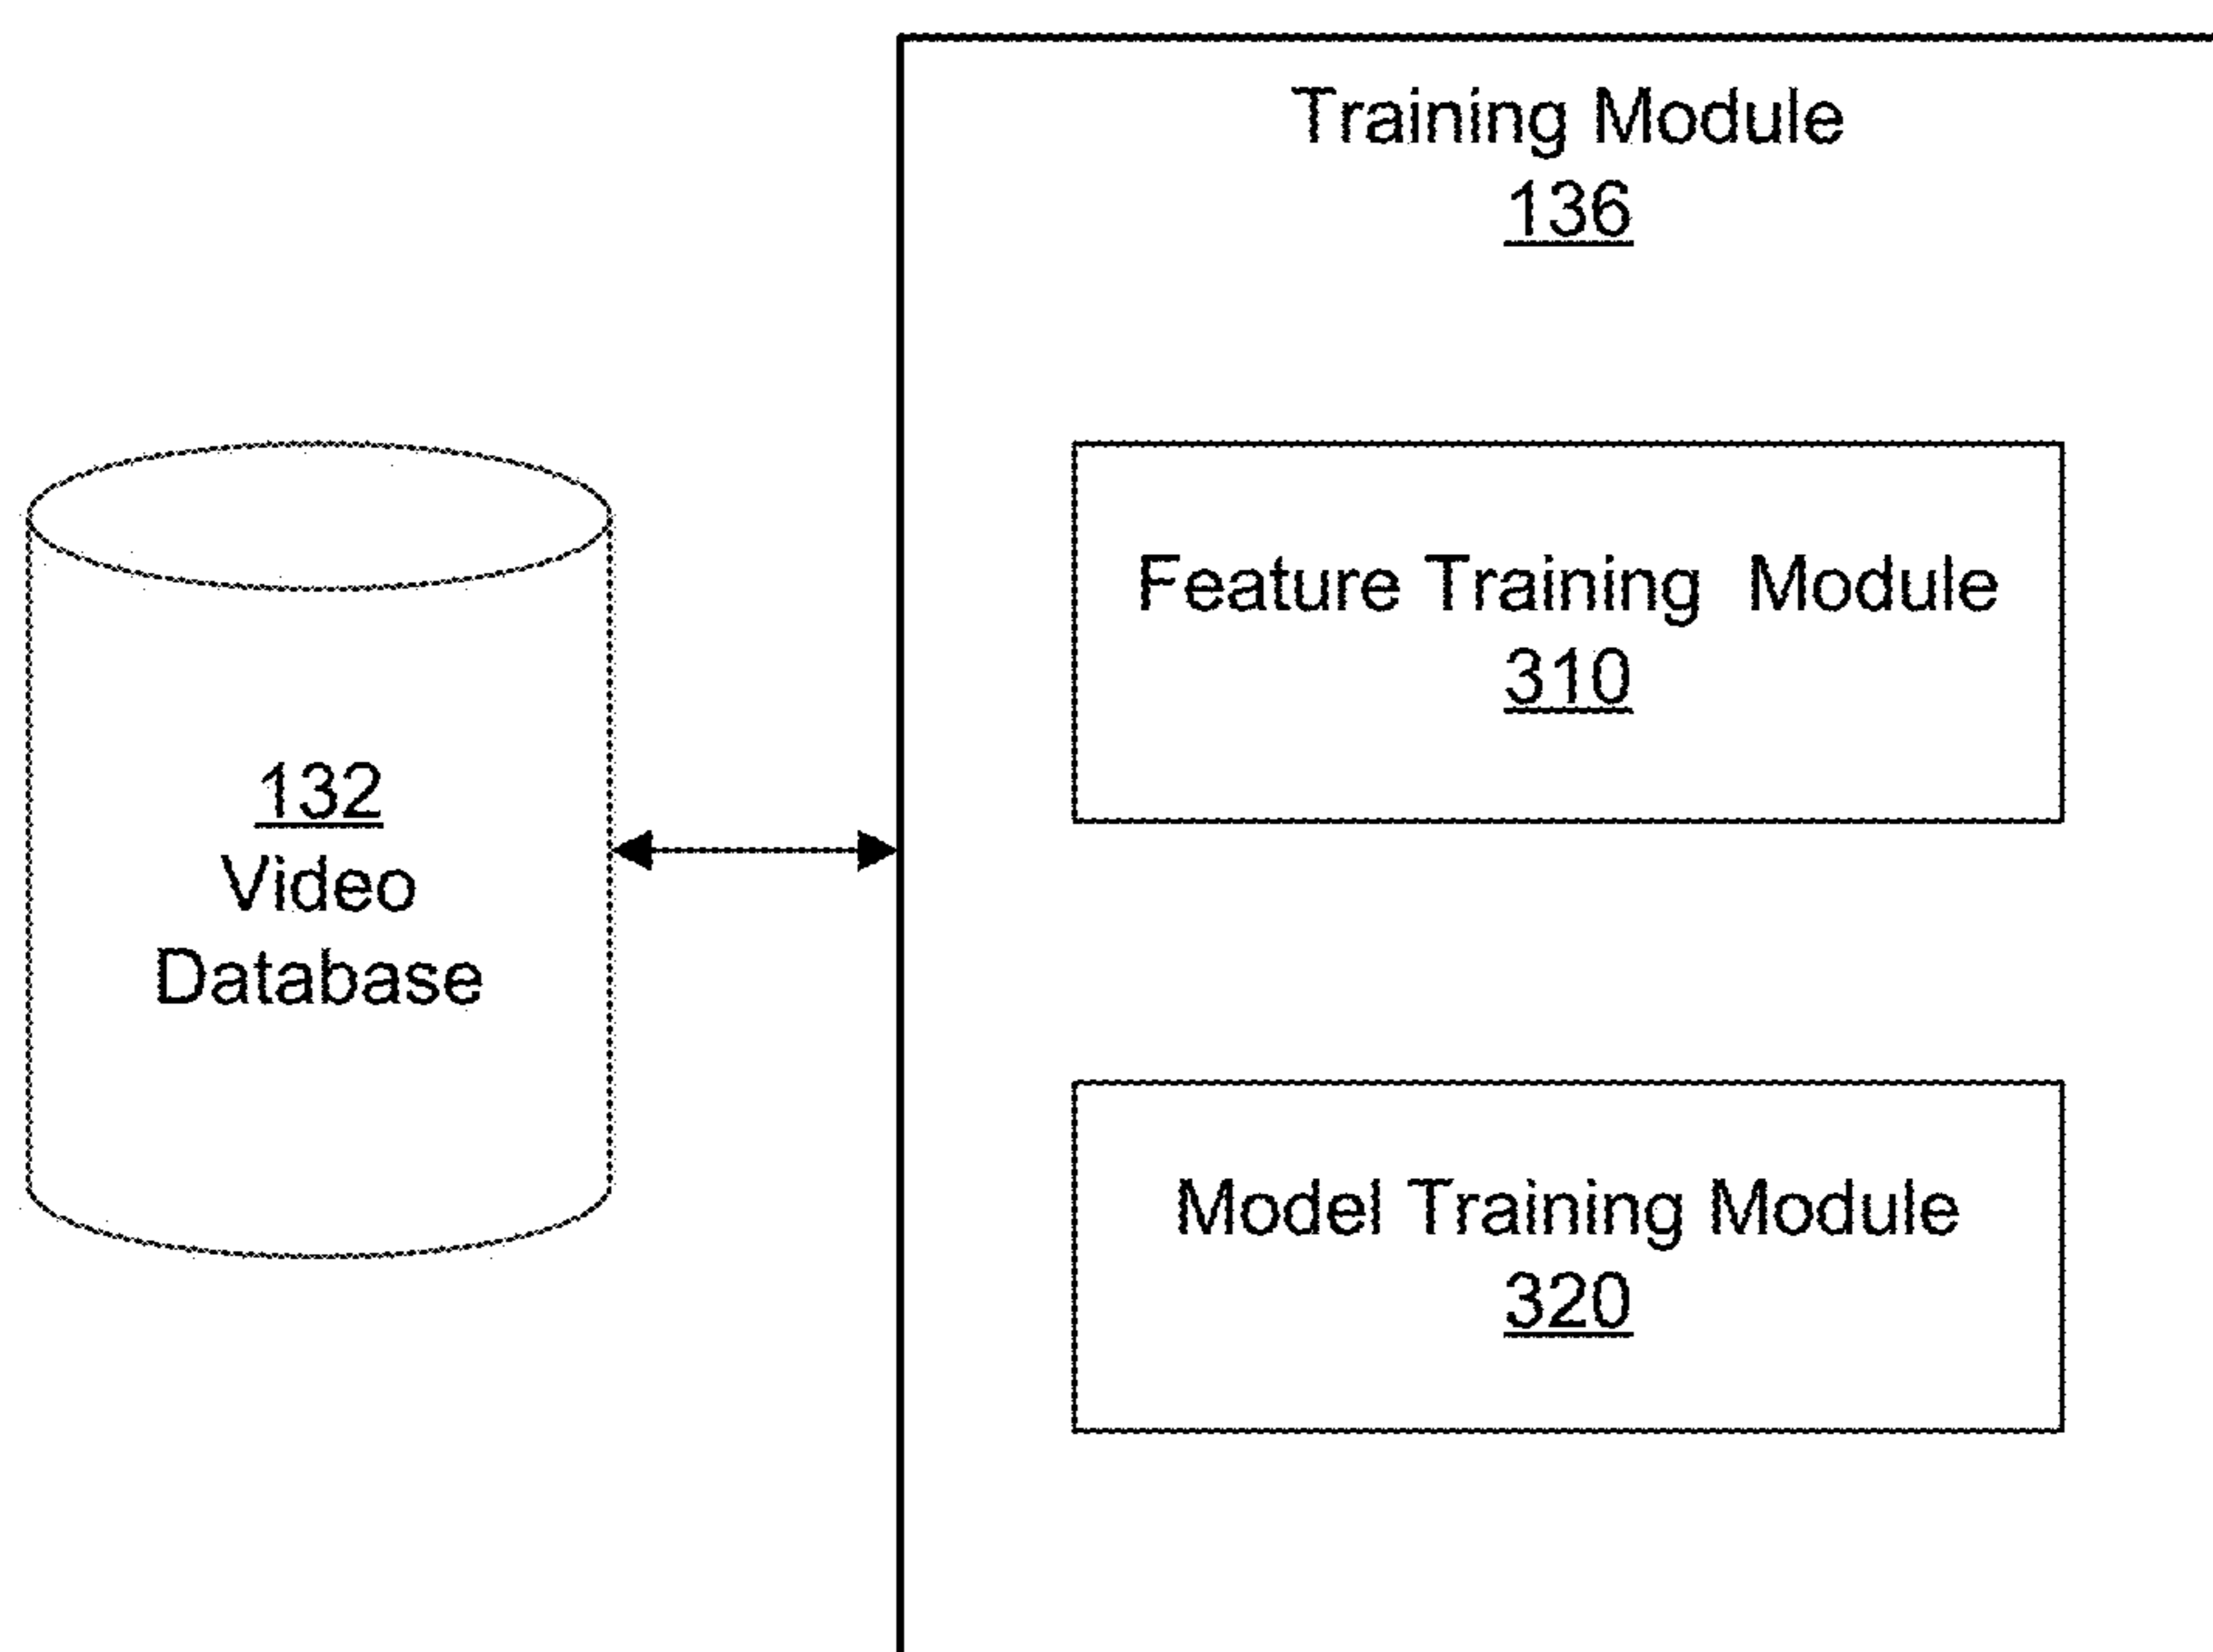 Training Module
136
Feature Training Module
310
132
Video
Database
Model Training Module
320